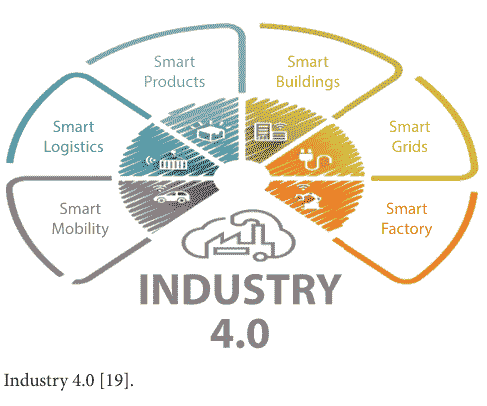 Smart
Products
Smart
Buildings
Smart
Logistics
Smart
Grids
Smart
Mobility
Smart
Factory
INDUSTRY
4.0
Industry 4.0 [19].